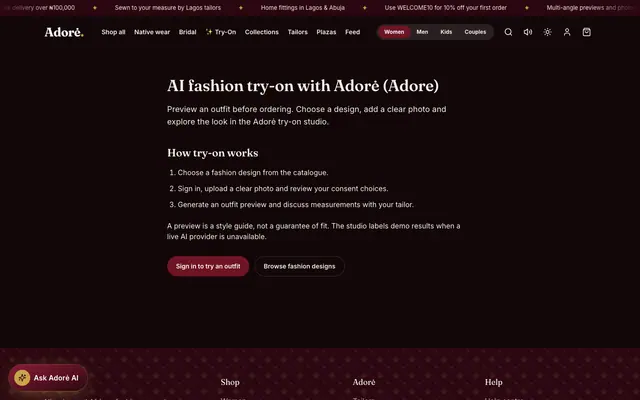 delivery over ₦100,000 ✦ Sewn to your measure by Lagos tailors ✦ Home fittings in Lagos & Abuja ✦ Use WELCOME10 for 10% off your first order ✦ Multi-angle previews and
Adorė.
Shop all
Native wear
Bridal
✨ Try-On
Collections
Tailors
Plazas
Feed
Women
Men
Kids
Couples
AI fashion try-on with Adorė (Adore)
Preview an outfit before ordering. Choose a design, add a clear photo and
explore the look in the Adorė try-on studio.
How try-on works
1. Choose a fashion design from the catalogue.
2. Sign in, upload a clear photo and review your consent choices.
3. Generate an outfit preview and discuss measurements with your tailor.
A preview is a style guide, not a guarantee of fit. The studio labels demo results when a
live AI provider is unavailable.
Sign in to try an outfit
Browse fashion designs
Shop
Adorė
Help
Ask Adorė AI